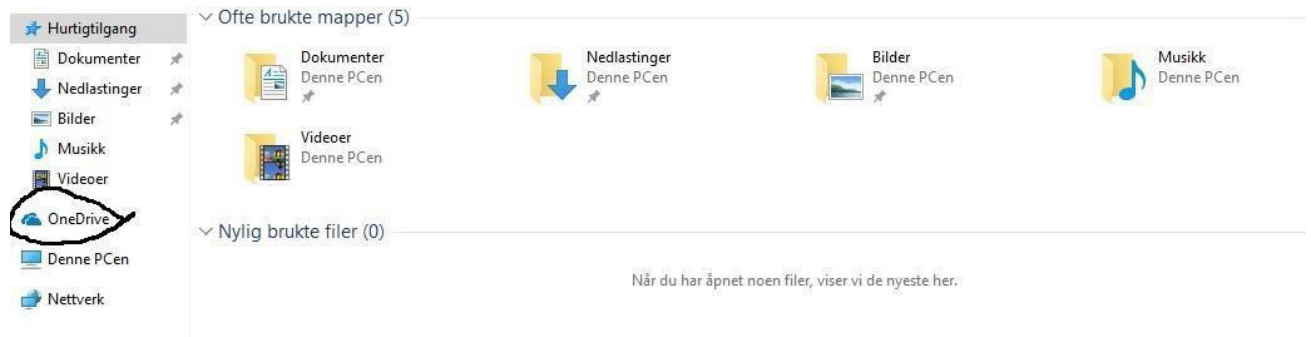 Hurtigtilgang
Dokumenter
Nedlastinger
Bilder
Musikk
Videoer
OneDrive
Denne PCen
Nettverk
Ofte brukte mapper (5)
Dokumenter
Denne PCen
Nedlastinger
Denne PCen
Bilder
Denne PCen
Musikk
Denne PCen
Videoer
Denne PCen
Nylig brukte filer (0)
Når du har åpnet noen filer, viser vi de nyeste her.